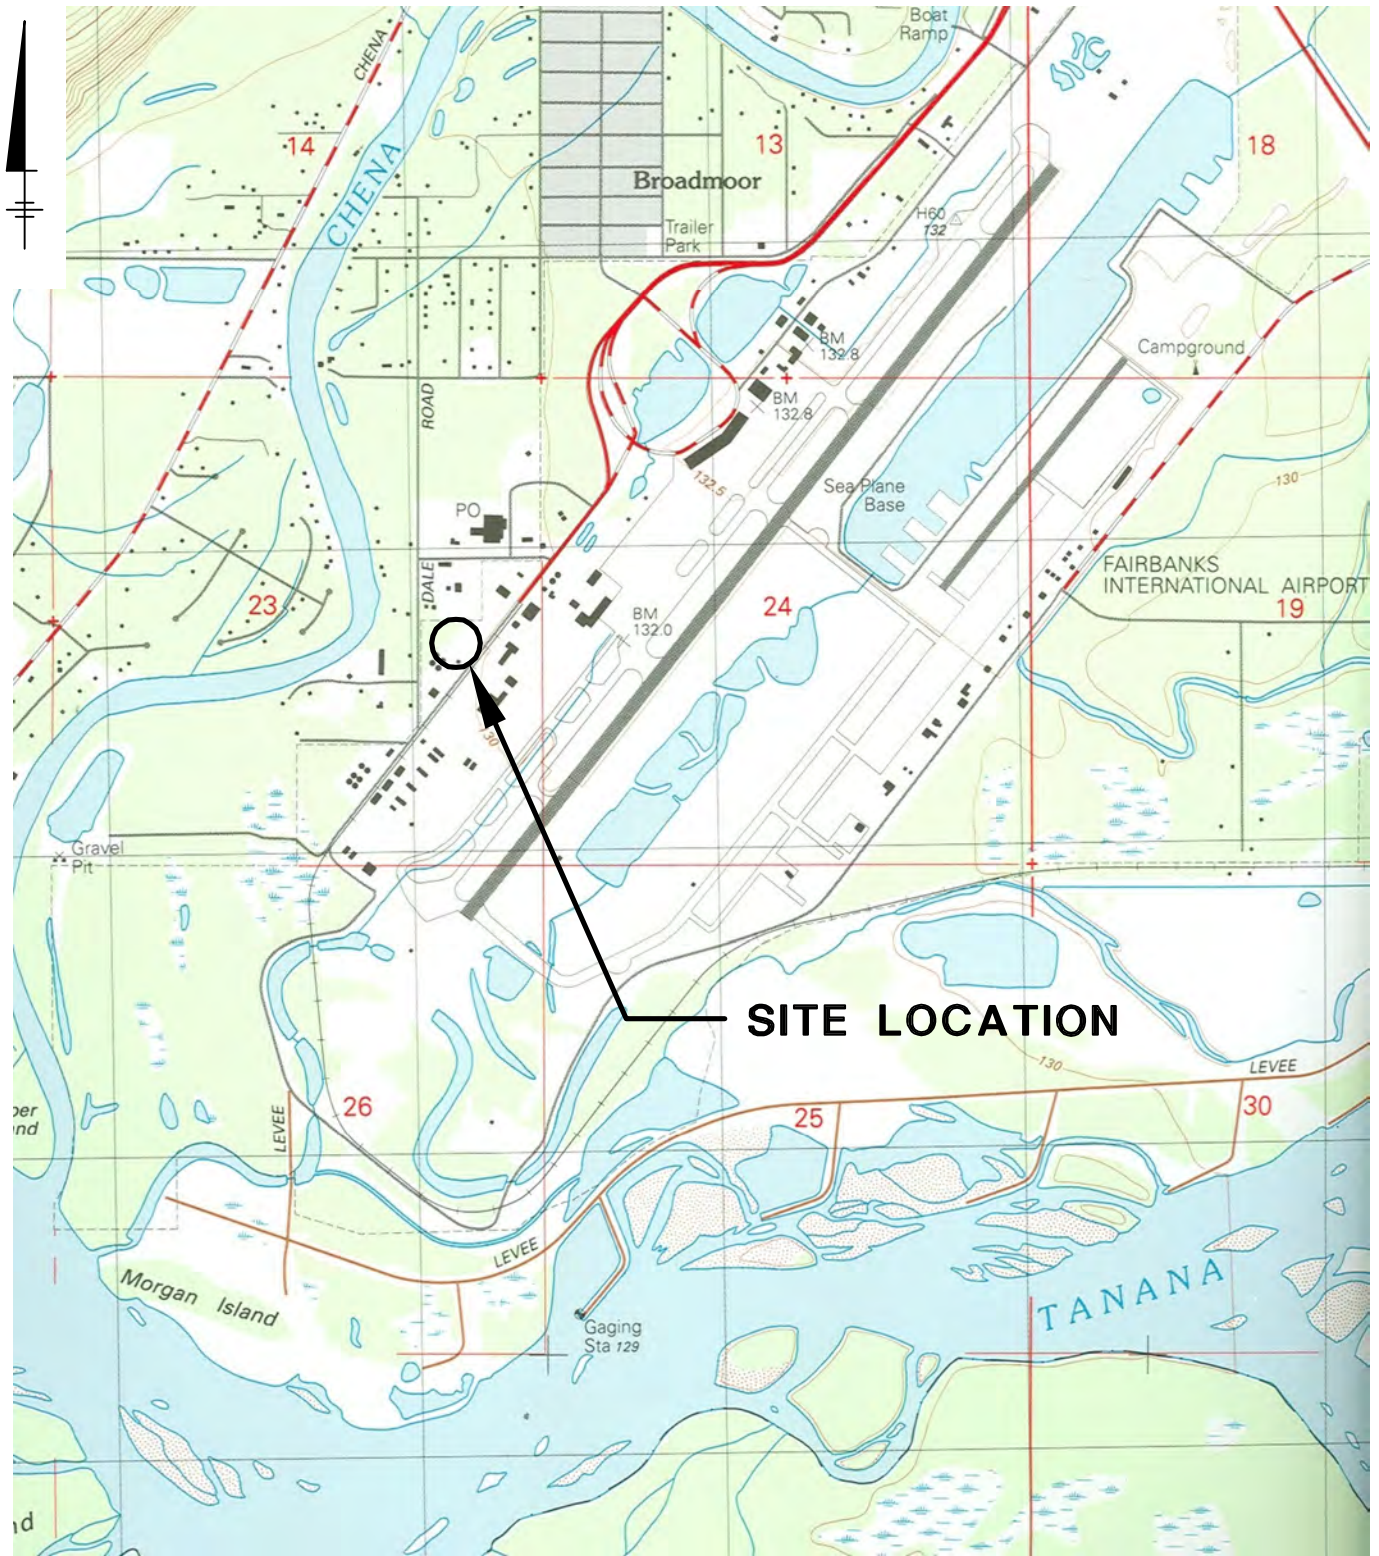 Boat
Ramp
CHENA
14
13
18
CHENA
Broadmoor
H60
132
Trailer
Park
BM
132.8
Campground
ROAD
BM
132.8
132.5
Sea Plane
Base
130
PO
FAIRBANKS
INTERNATIONAL AIRPORT
DALE
23
24
19
BM
132.0
30
Gravel
Pit
SITE LOCATION
130
LEVEE
26
25
30
LEVEE
LEVEE
Morgan Island
TANANA
Gaging
Sta 129